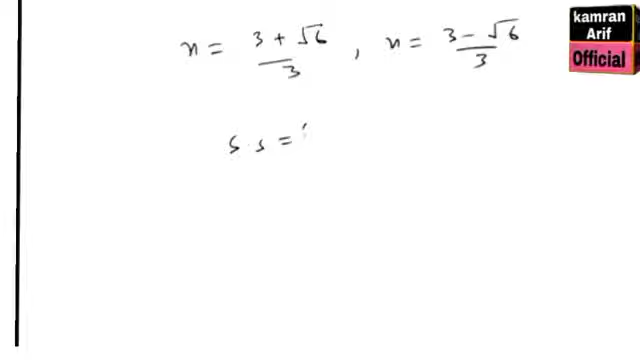 x = 3 + √6 / 3 , x = 3 - √6 / 3
S.S =
kamran
Arif
Official